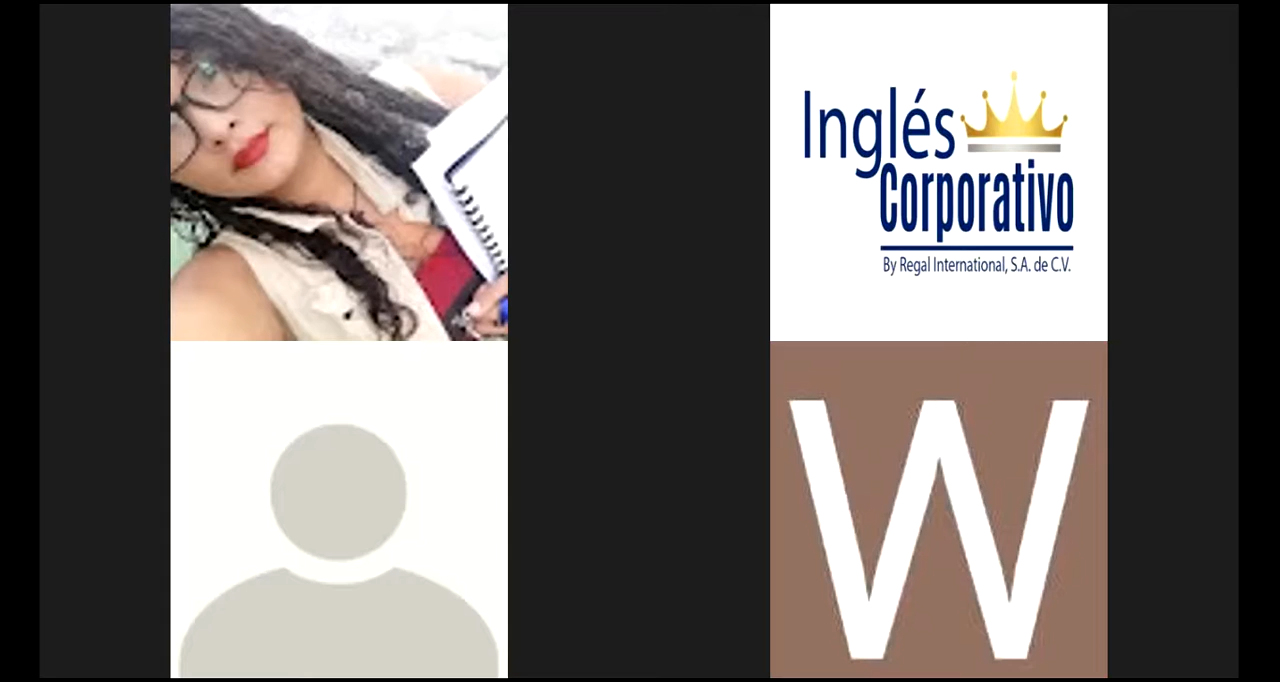 Inglés
Corporativo
By Regal International, S.A. de C.V.
W